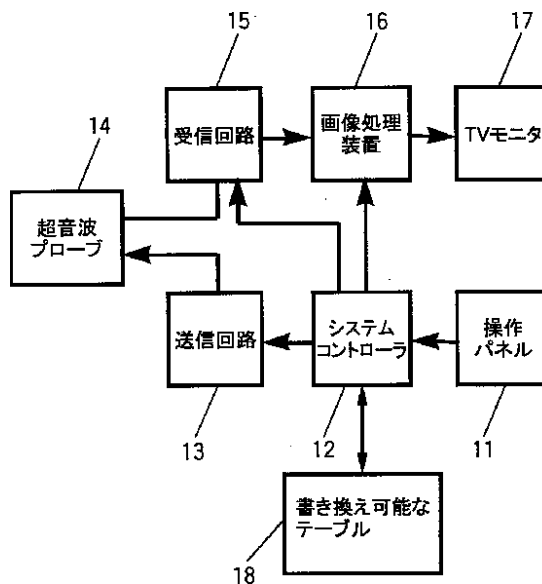 15
16
17
受信回路
画像処理
装置
TVモニタ
14
超音波
プローブ
送信回路
システム
コントローラ
操作
パネル
13
12
11
書き換え可能な
テーブル
18